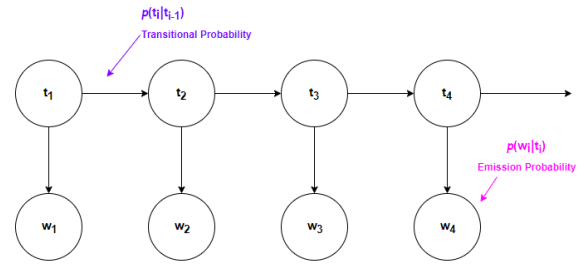 p(tᵢ|tᵢ₋₁)
Transitional Probability
t₁ t₂ t₃ t₄
p(wᵢ|tᵢ)
Emission Probability
w₁ w₂ w₃ w₄